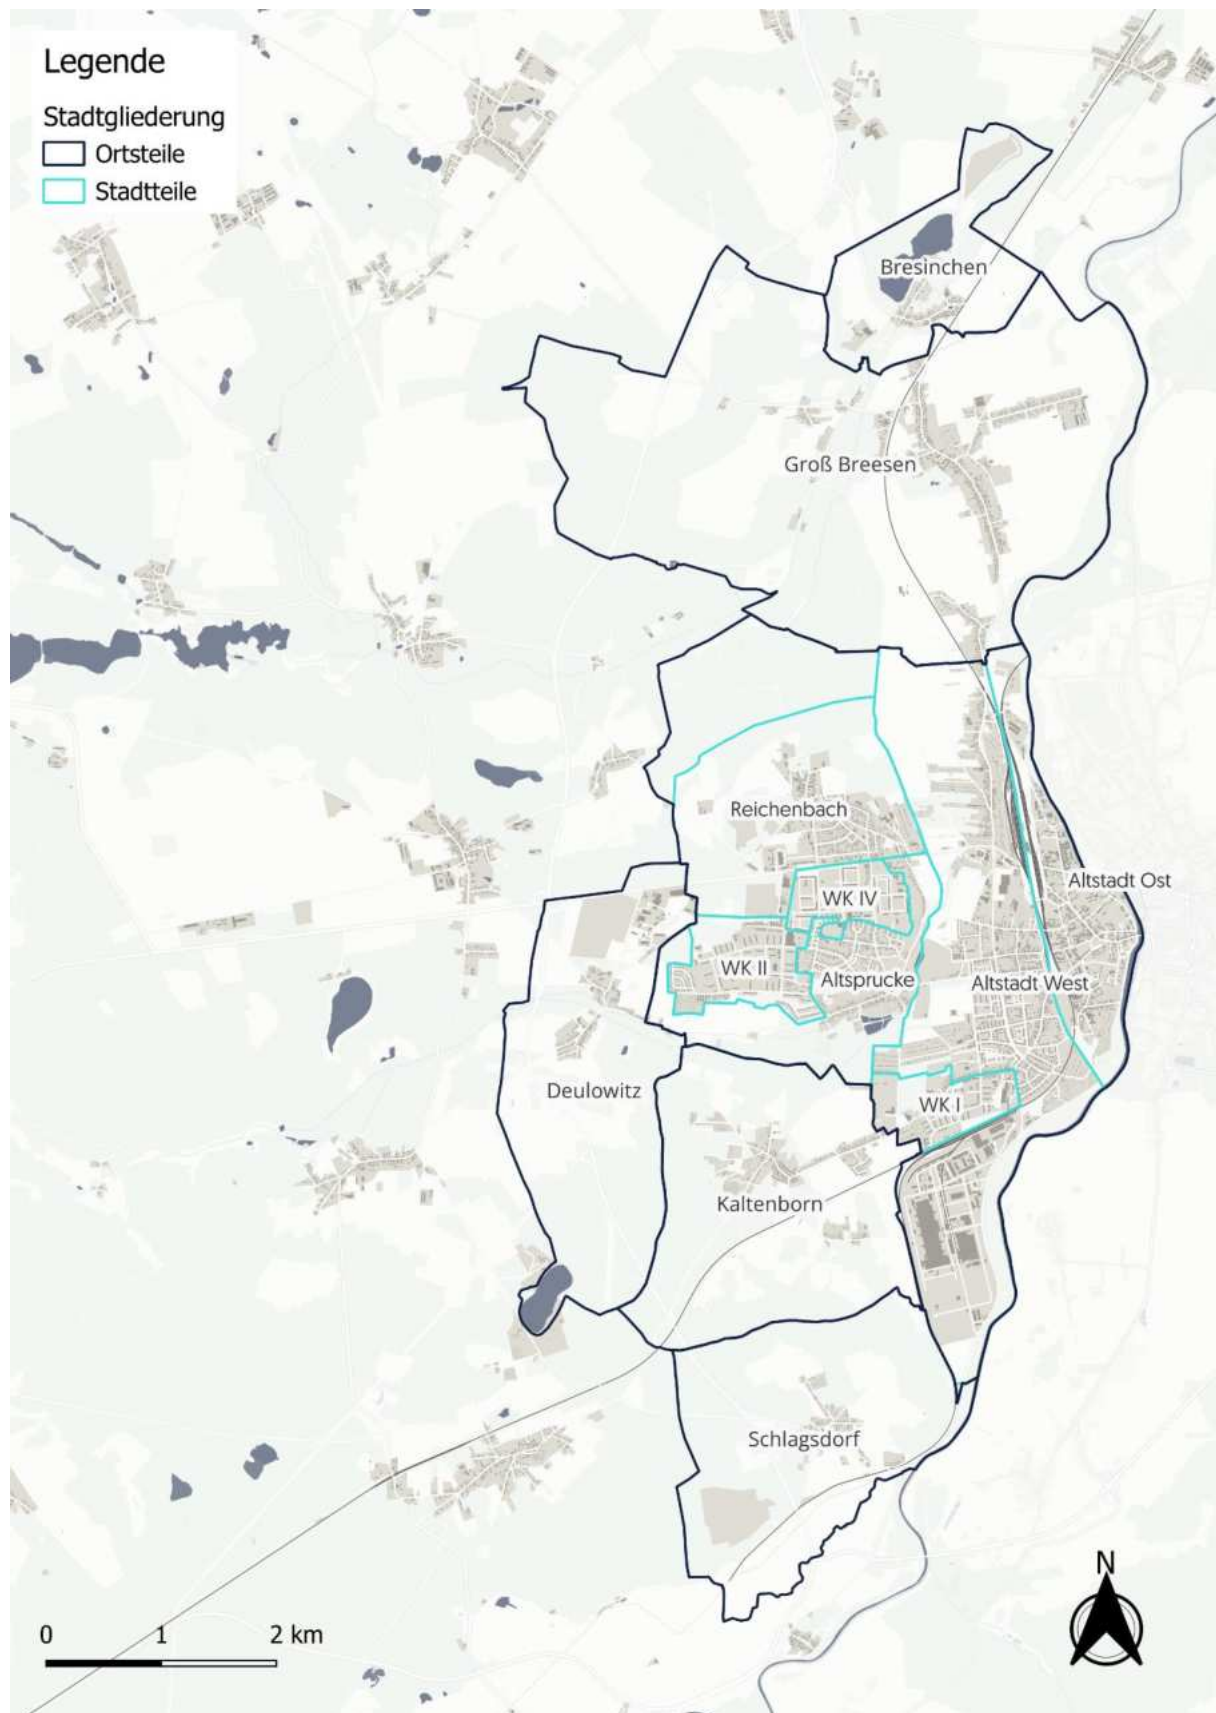 Legende
Stadtgliederung
Ortsteile
Stadtteile
Bresinchen
Groß Breesen
Reichenbach
Altstadt Ost
WK IV
WK II
Altsprucke
Altstadt West
Deulowitz
WK I
Kaltenborn
Schlagsdorf
N
0 1 2 km